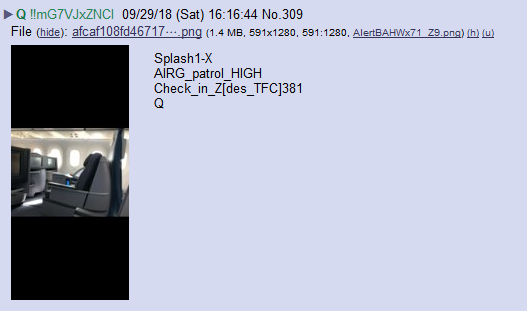 ▶Q !!mG7VJxZNCI 09/29/18 (Sat) 16:16:44 No.309
File (hide): afcaf108fd46717⋯.png (1.4 MB, 591x1280, 591:1280, AlertBAHWx71_Z9.png) (h) (u)
Splash1-X
AIRG_patrol_HIGH
Check_in_Z[des_TFC]381
Q